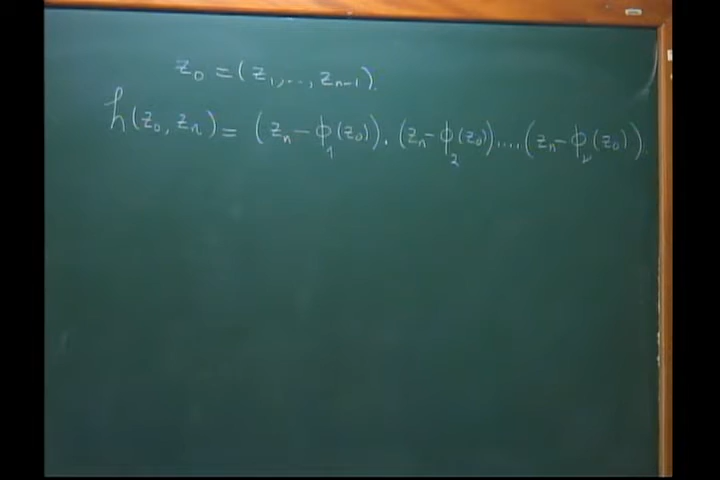 z₀ = (z₁,..., zₙ₋₁).
h(z₀, zₙ) = (zₙ − ϕ₁(z₀)).(zₙ − ϕ₂(z₀))....(zₙ − ϕᵥ(z₀)).